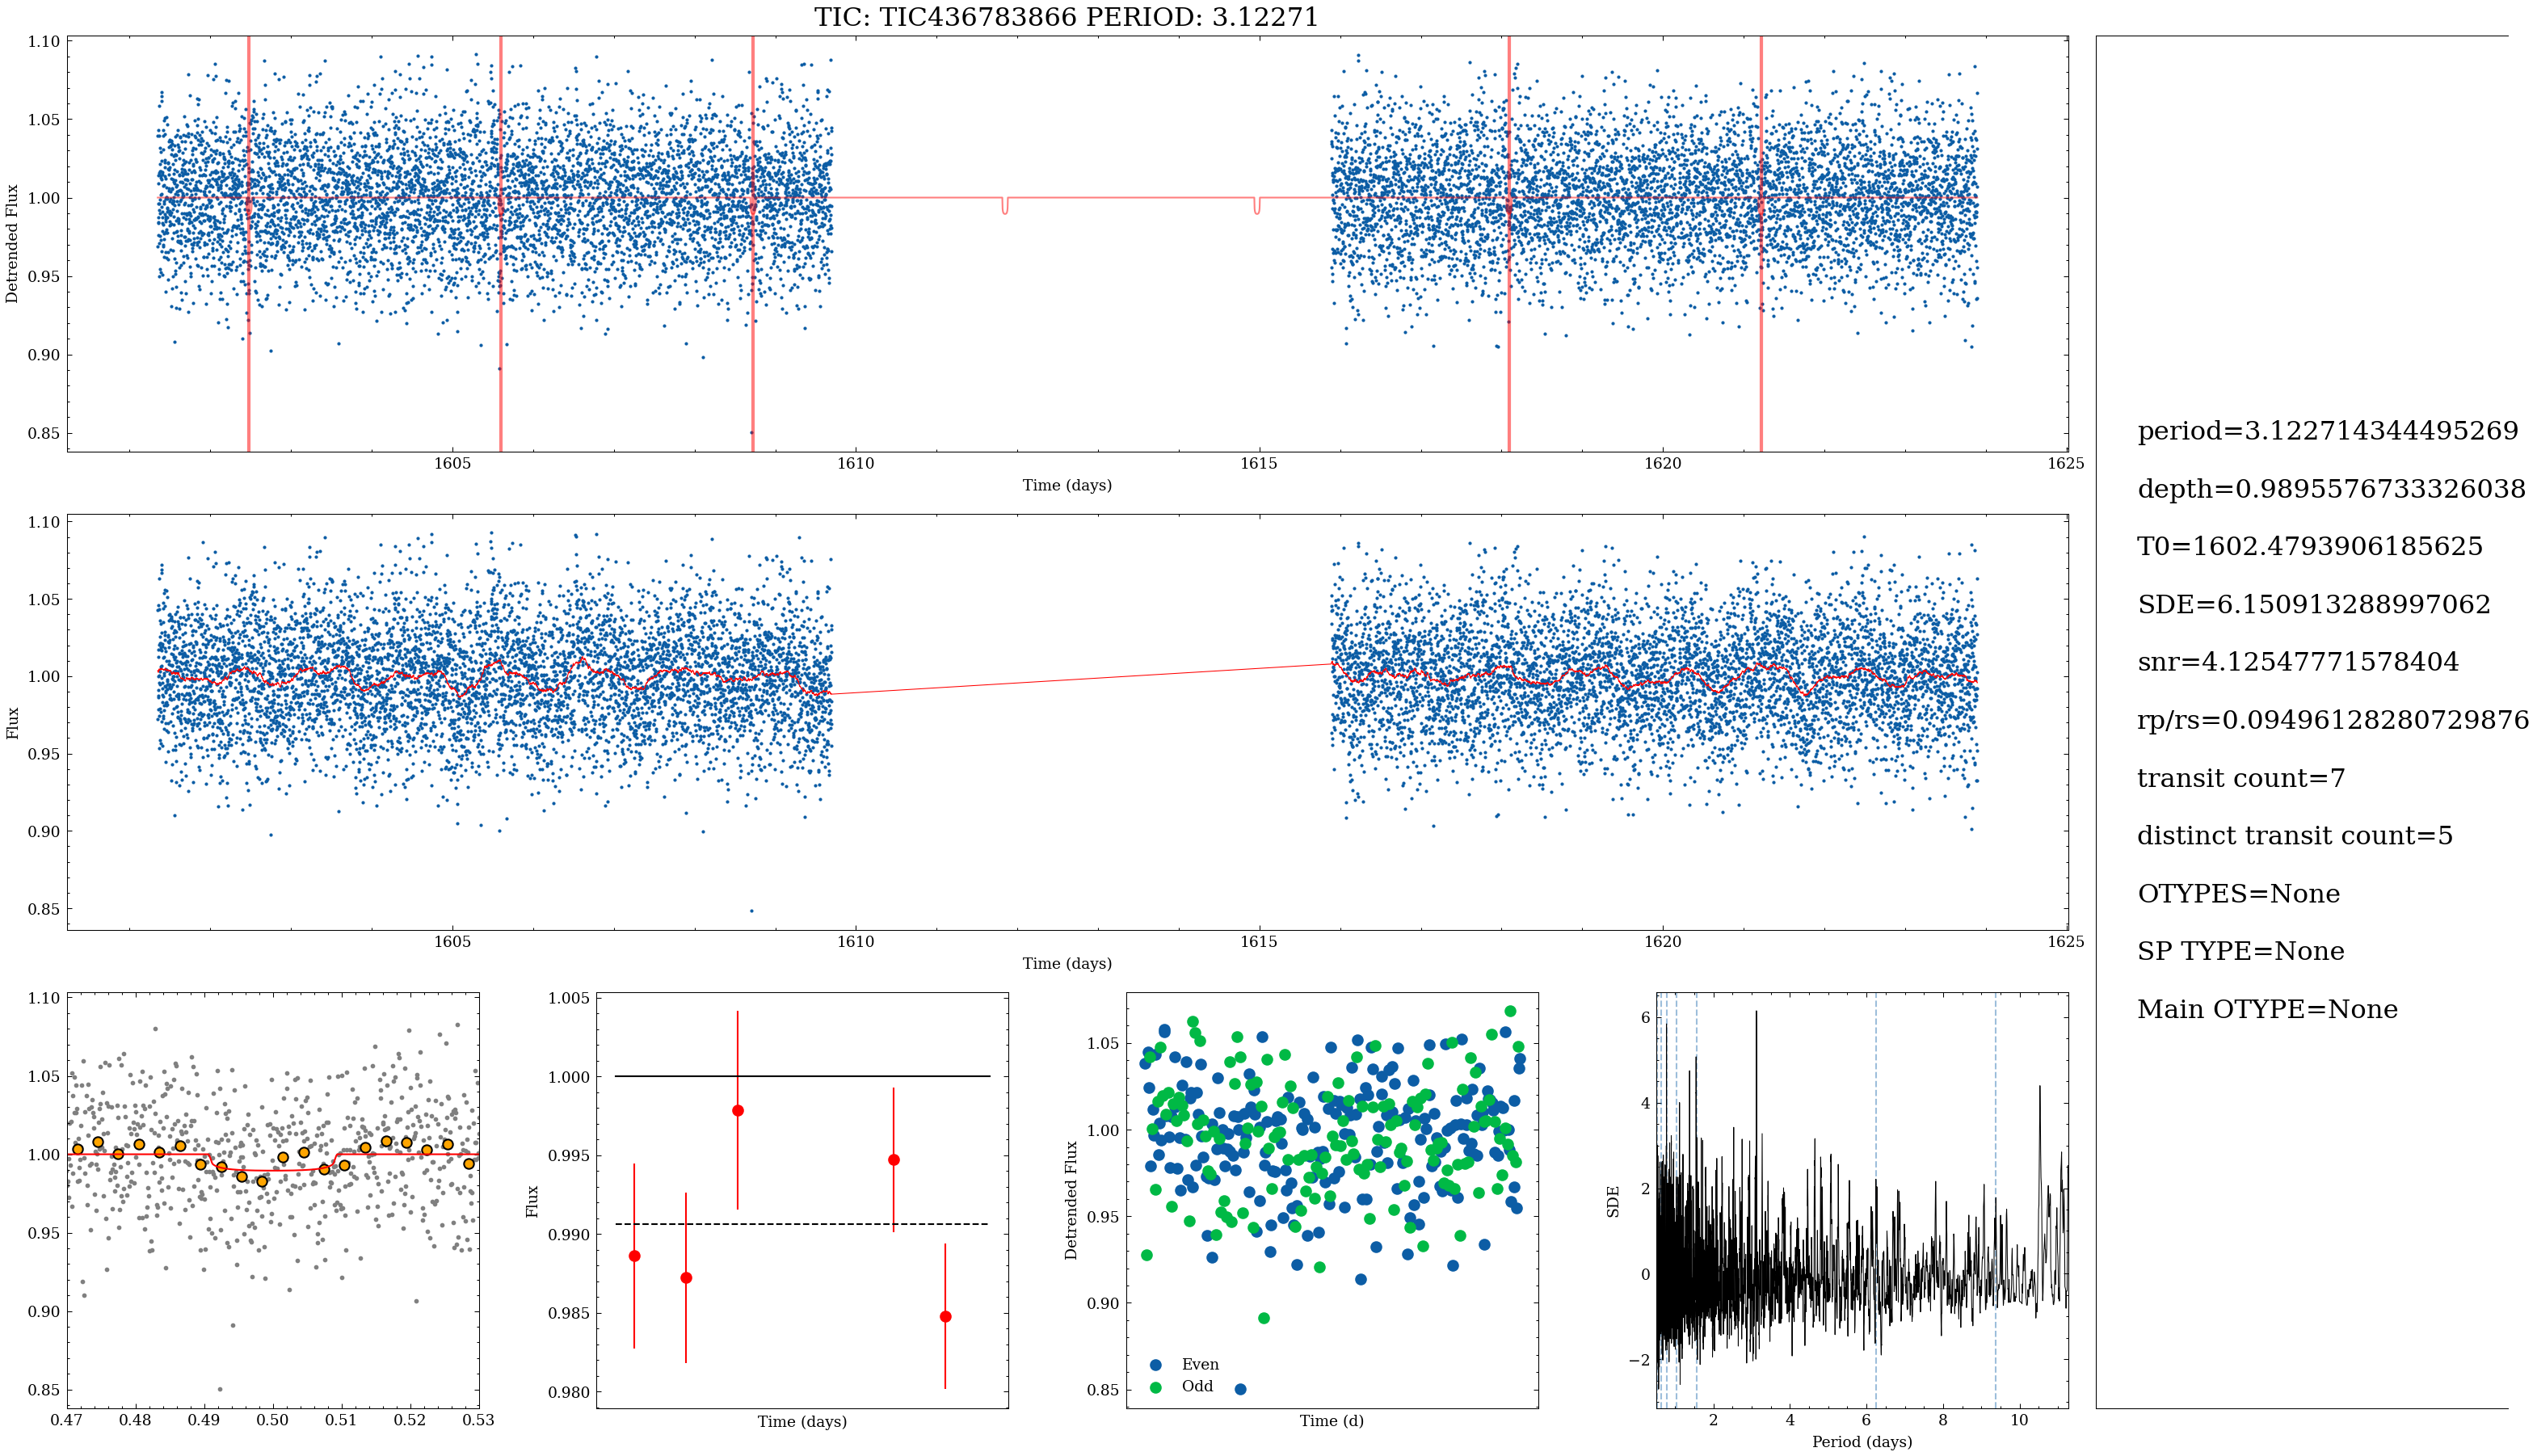 TIC: TIC436783866 PERIOD: 3.12271
1.10
1.05
1.00
0.95
0.90
0.85
Detrended Flux
1605
1610
1615
1620
1625
Time (days)
1.10
1.05
1.00
0.95
0.90
0.85
Flux
1605
1610
1615
1620
1625
Time (days)
period=3.122714344495269
depth=0.9895576733326038
T0=1602.4793906185625
SDE=6.150913288997062
snr=4.12547771578404
rp/rs=0.09496128280729876
transit count=7
distinct transit count=5
OTYPES=None
SP TYPE=None
Main OTYPE=None
1.10
1.05
1.00
0.95
0.90
0.85
0.47
0.48
0.49
0.50
0.51
0.52
0.53
1.005
1.000
0.995
0.990
0.985
0.980
Flux
Time (days)
1.05
1.00
0.95
0.90
0.85
Detrended Flux
Even
Odd
Time (d)
6
4
2
0
−2
SDE
2
4
6
8
10
Period (days)